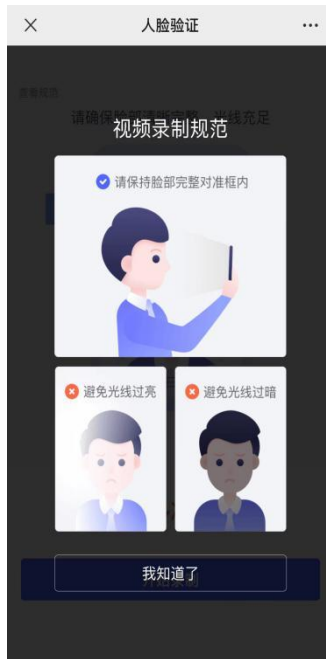 人脸验证
视频录制规范
请保持脸部完整对准框内
避免光线过亮
避免光线过暗
我知道了